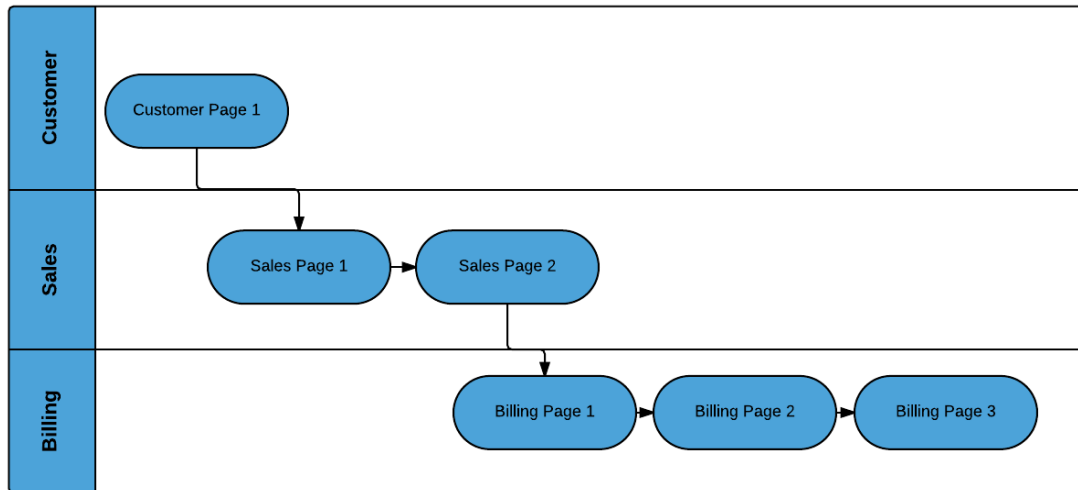 Customer
Customer Page 1
Sales
Sales Page 1
Sales Page 2
Billing
Billing Page 1
Billing Page 2
Billing Page 3